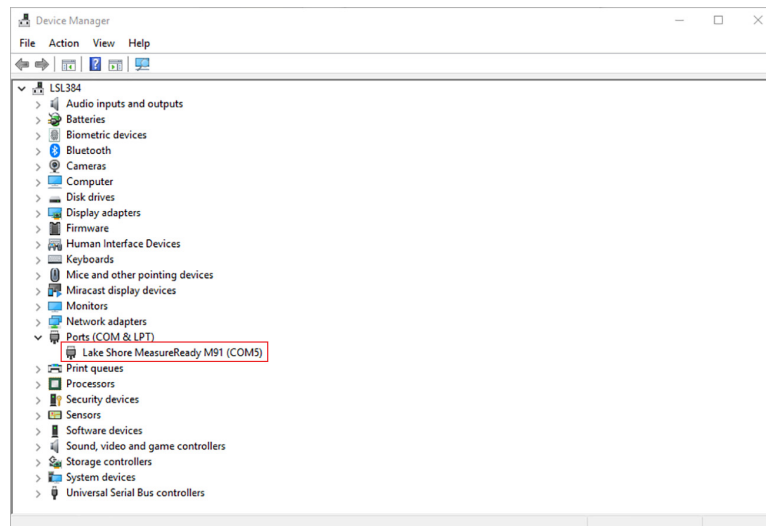 Device Manager
File Action View Help
LSL384
Audio inputs and outputs
Batteries
Biometric devices
Bluetooth
Cameras
Computer
Disk drives
Display adapters
Firmware
Human Interface Devices
Keyboards
Mice and other pointing devices
Miracast display devices
Monitors
Network adapters
Ports (COM & LPT)
Lake Shore MeasureReady M91 (COM5)
Print queues
Processors
Security devices
Sensors
Software devices
Sound, video and game controllers
Storage controllers
System devices
Universal Serial Bus controllers